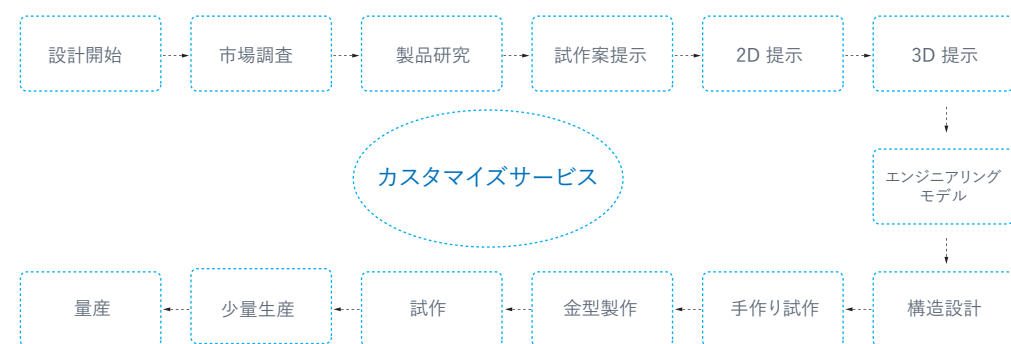 設計開始
市場調査
製品研究
試作案提示
2D 提示
3D 提示
カスタマイズサービス
エンジニアリング
モデル
量産
少量生産
試作
金型製作
手作り試作
構造設計